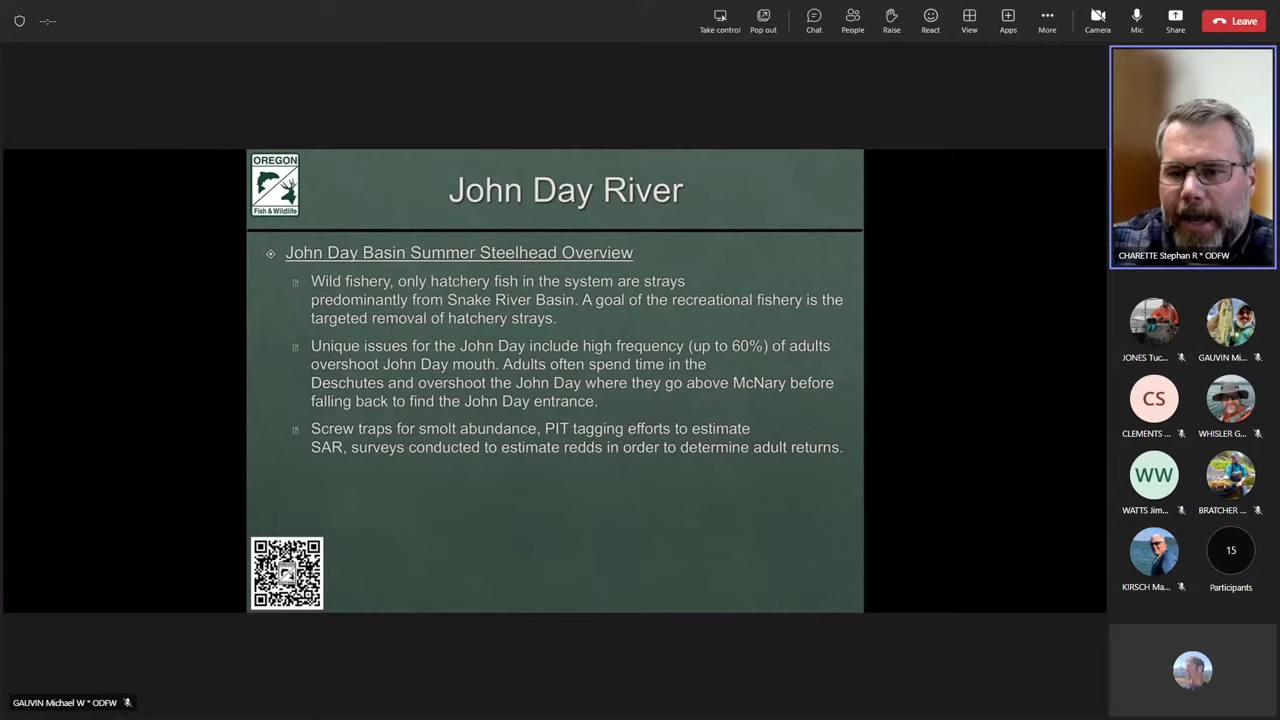 --:--
Take control
Pop out
Chat
People
Raise
React
View
Apps
More
Camera
Mic
Share
Leave
OREGON
Fish & Wildlife
John Day River
John Day Basin Summer Steelhead Overview
Wild fishery, only hatchery fish in the system are strays
predominantly from Snake River Basin. A goal of the recreational fishery is the
targeted removal of hatchery strays.
Unique issues for the John Day include high frequency (up to 60%) of adults
overshoot John Day mouth. Adults often spend time in the
Deschutes and overshoot the John Day where they go above McNary before
falling back to find the John Day entrance.
Screw traps for smolt abundance, PIT tagging efforts to estimate
SAR, surveys conducted to estimate redds in order to determine adult returns.
CHARETTE Stephan R * ODFW
JONES Tuc...
GAUVIN Mi...
CS
CLEMENTS ...
WHISLER G...
WW
WATTS Jim...
BRATCHER ...
KIRSCH Ma...
15
Participants
GAUVIN Michael W * ODFW